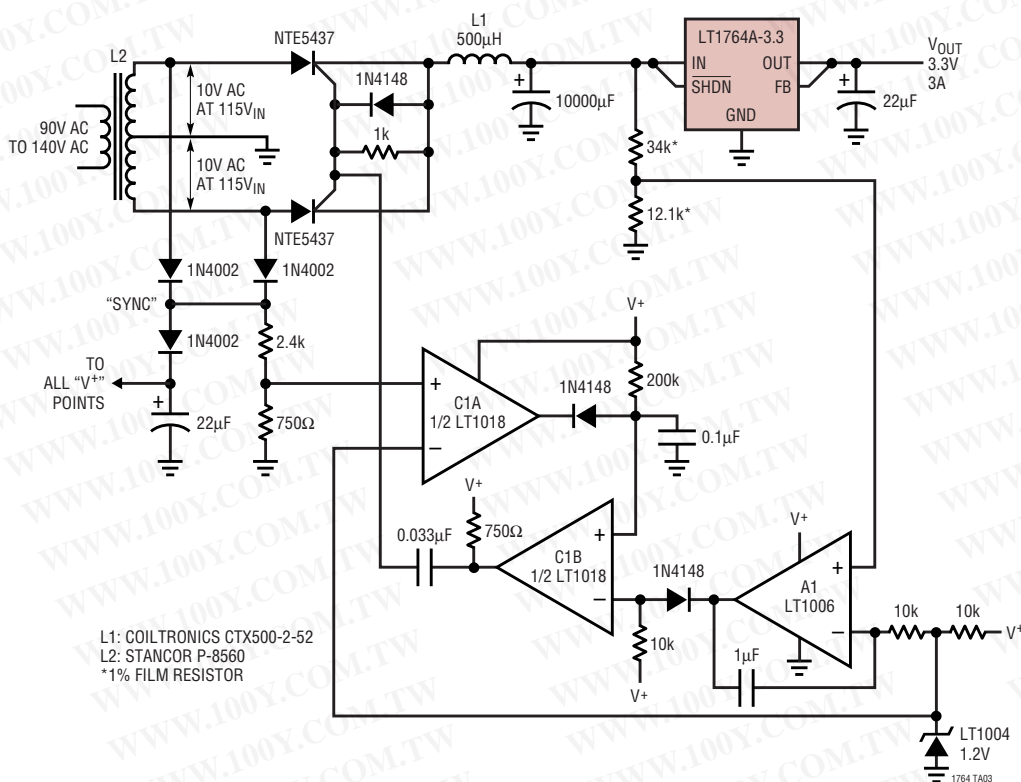 L1
500µH
NTE5437
L2
10V AC
AT 115VIN
90V AC
TO 140V AC
10V AC
AT 115VIN
1N4148
1k
NTE5437
+
10000µF
LT1764A-3.3
IN
OUT
SHDN
FB
GND
VOUT
3.3V
3A
+
22µF
34k*
12.1k*
1N4002
1N4002
"SYNC"
1N4002
2.4k
TO
ALL "V+"
POINTS
+
22µF
750Ω
+
C1A
1/2 LT1018
–
1N4148
V+
200k
0.1µF
V+
750Ω
0.033µF
+
C1B
1/2 LT1018
–
1N4148
10k
V+
V+
+
A1
LT1006
–
1µF
10k
10k
V+
LT1004
1.2V
L1: COILTRONICS CTX500-2-52
L2: STANCOR P-8560
*1% FILM RESISTOR
1764 TA03
WWW.100Y.COM.TW